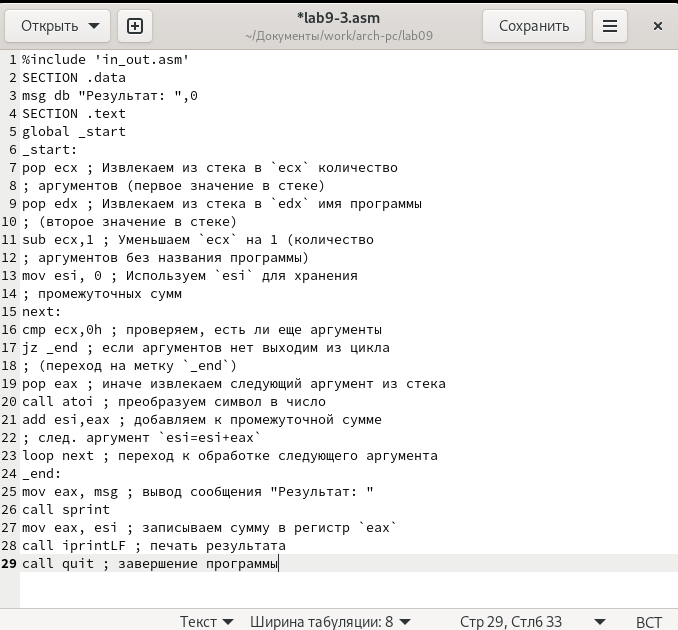 Открыть
*lab9-3.asm
~/Документы/work/arch-pc/lab09
Сохранить
1 %include 'in_out.asm'
2 SECTION .data
3 msg db "Результат: ",0
4 SECTION .text
5 global _start
6 _start:
7 pop ecx ; Извлекаем из стека в `ecx` количество
8 ; аргументов (первое значение в стеке)
9 pop edx ; Извлекаем из стека в `edx` имя программы
10 ; (второе значение в стеке)
11 sub ecx,1 ; Уменьшаем `ecx` на 1 (количество
12 ; аргументов без названия программы)
13 mov esi, 0 ; Используем `esi` для хранения
14 ; промежуточных сумм
15 next:
16 cmp ecx,0h ; проверяем, есть ли еще аргументы
17 jz _end ; если аргументов нет выходим из цикла
18 ; (переход на метку `_end`)
19 pop eax ; иначе извлекаем следующий аргумент из стека
20 call atoi ; преобразуем символ в число
21 add esi,eax ; добавляем к промежуточной сумме
22 ; след. аргумент `esi=esi+eax`
23 loop next ; переход к обработке следующего аргумента
24 _end:
25 mov eax, msg ; вывод сообщения "Результат: "
26 call sprint
27 mov eax, esi ; записываем сумму в регистр `eax`
28 call iprintLF ; печать результата
29 call quit ; завершение программы
Текст Ширина табуляции: 8 Стр 29, Стлб 33 ВСТ